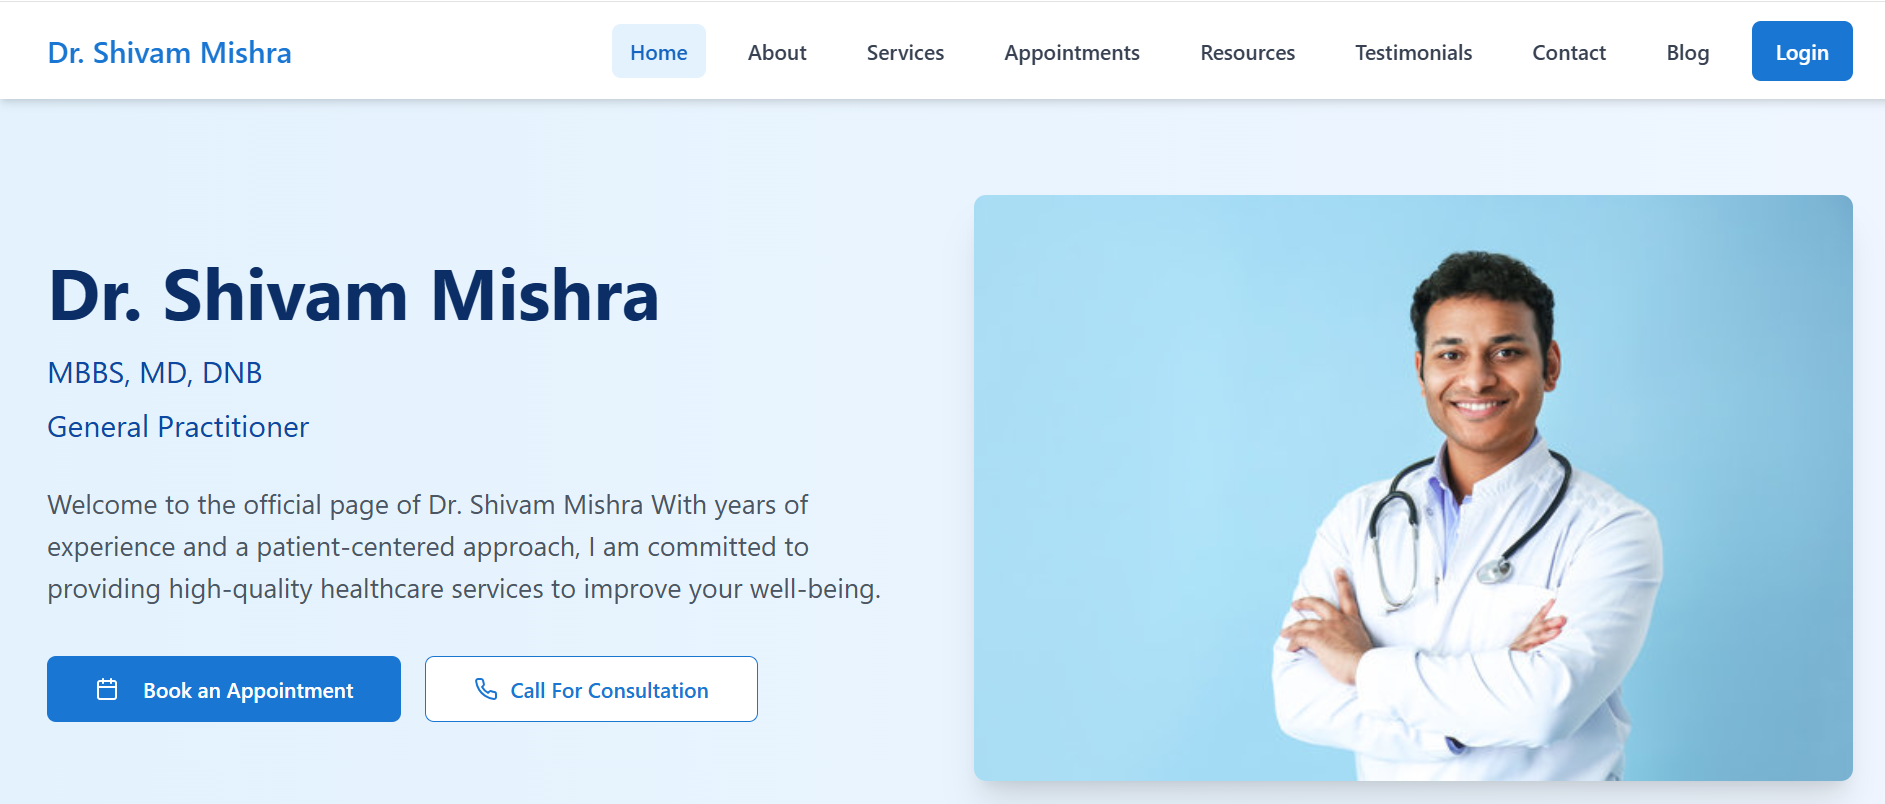 Dr. Shivam Mishra
Home About Services Appointments Resources Testimonials Contact Blog Login
Dr. Shivam Mishra
MBBS, MD, DNB
General Practitioner
Welcome to the official page of Dr. Shivam Mishra With years of
experience and a patient-centered approach, I am committed to
providing high-quality healthcare services to improve your well-being.
Book an Appointment
Call For Consultation